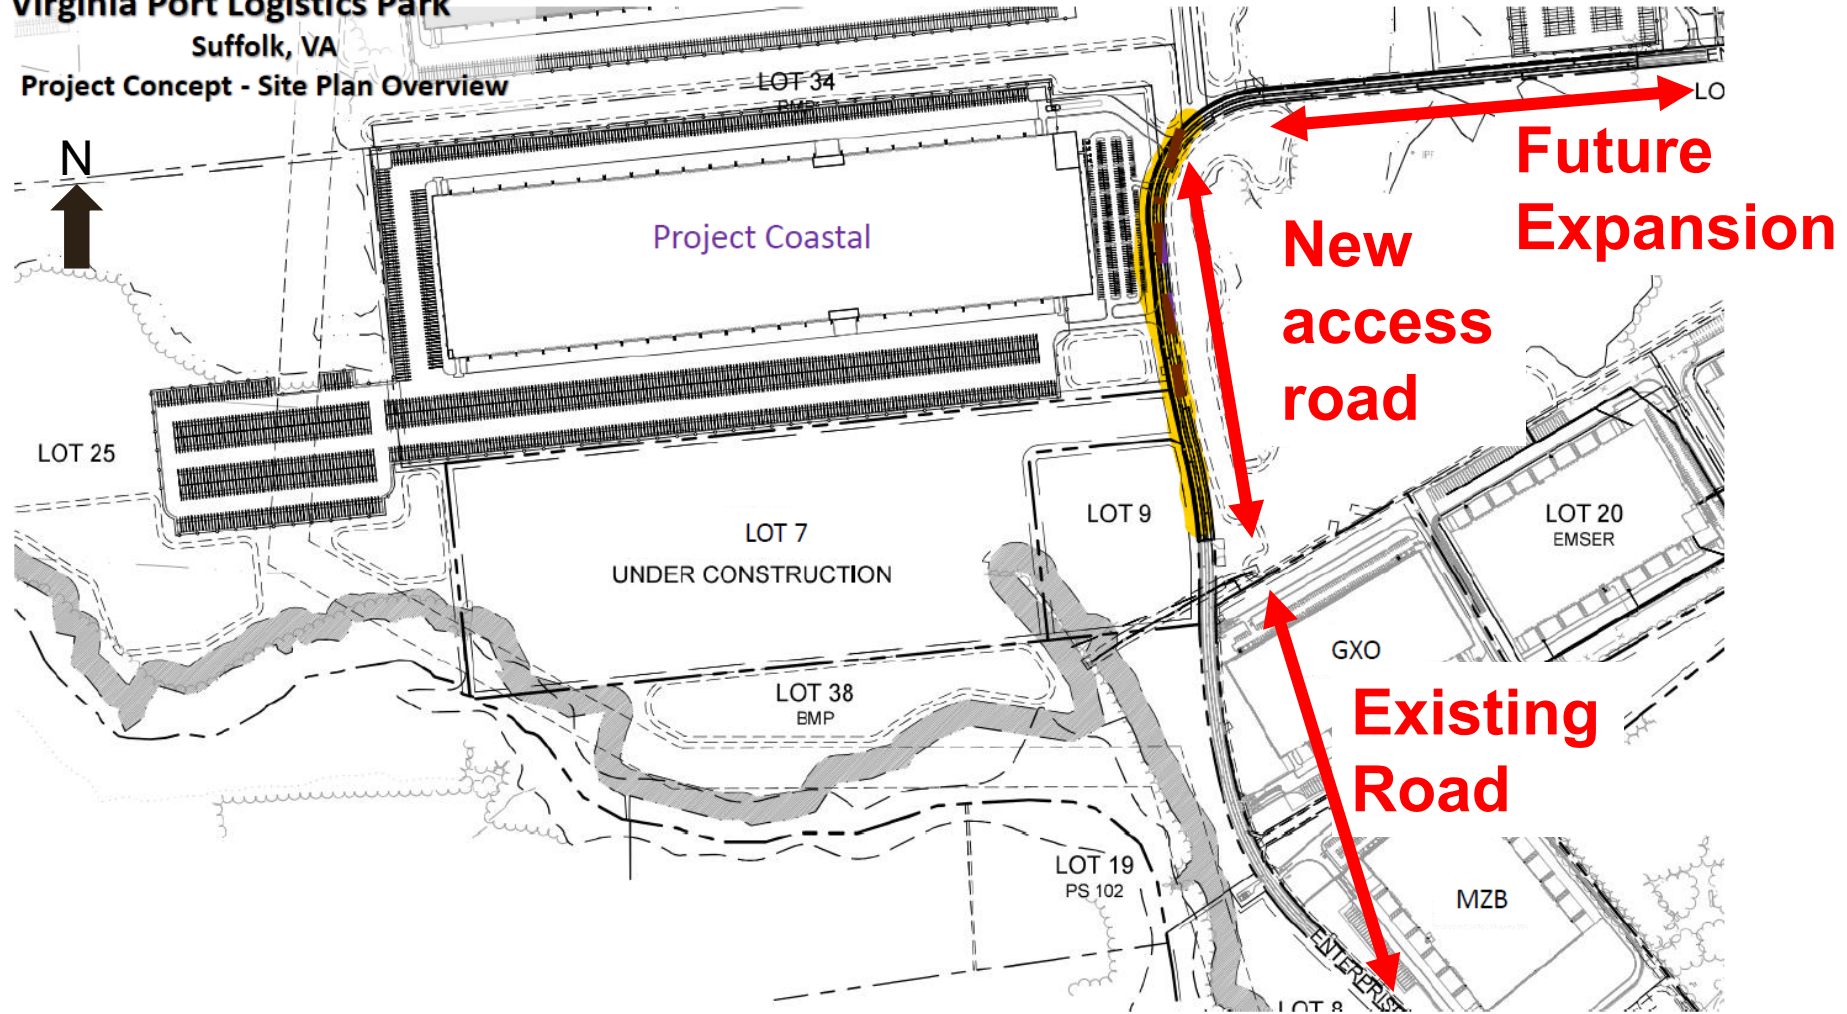 Virginia Port Logistics Park
Suffolk, VA
Project Concept - Site Plan Overview
N
LOT 34
BMP
LO
Future
Expansion
Project Coastal
New
access
road
LOT 25
LOT 7
UNDER CONSTRUCTION
LOT 9
LOT 20
EMSER
GXO
LOT 38
BMP
Existing
Road
LOT 19
PS 102
MZB
ENTERPRISE
LOT 8